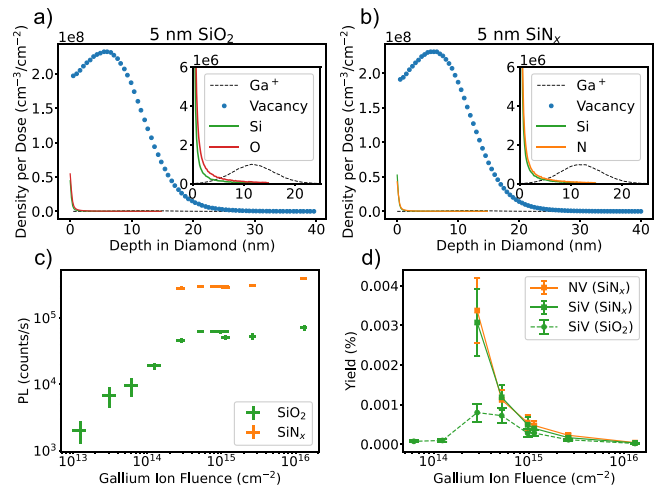 a)
5 nm SiO₂
1e8
Density per Dose (cm⁻³/cm⁻²)
2.0
1.5
1.0
0.5
0.0
0
10
20
30
40
Depth in Diamond (nm)
1e6
6
4
2
0
0
10
20
Ga⁺
Vacancy
Si
O
b)
5 nm SiNₓ
1e8
Density per Dose (cm⁻³/cm⁻²)
2.0
1.5
1.0
0.5
0.0
0
10
20
30
40
Depth in Diamond (nm)
1e6
6
4
2
0
0
10
20
Ga⁺
Vacancy
Si
N
c)
PL (counts/s)
10⁵
10⁴
10³
10¹³
10¹⁴
10¹⁵
10¹⁶
Gallium Ion Fluence (cm⁻²)
SiO₂
SiNₓ
d)
Yield (%)
0.004
0.003
0.002
0.001
0.000
10¹⁴
10¹⁵
10¹⁶
Gallium Ion Fluence (cm⁻²)
NV (SiNₓ)
SiV (SiNₓ)
SiV (SiO₂)